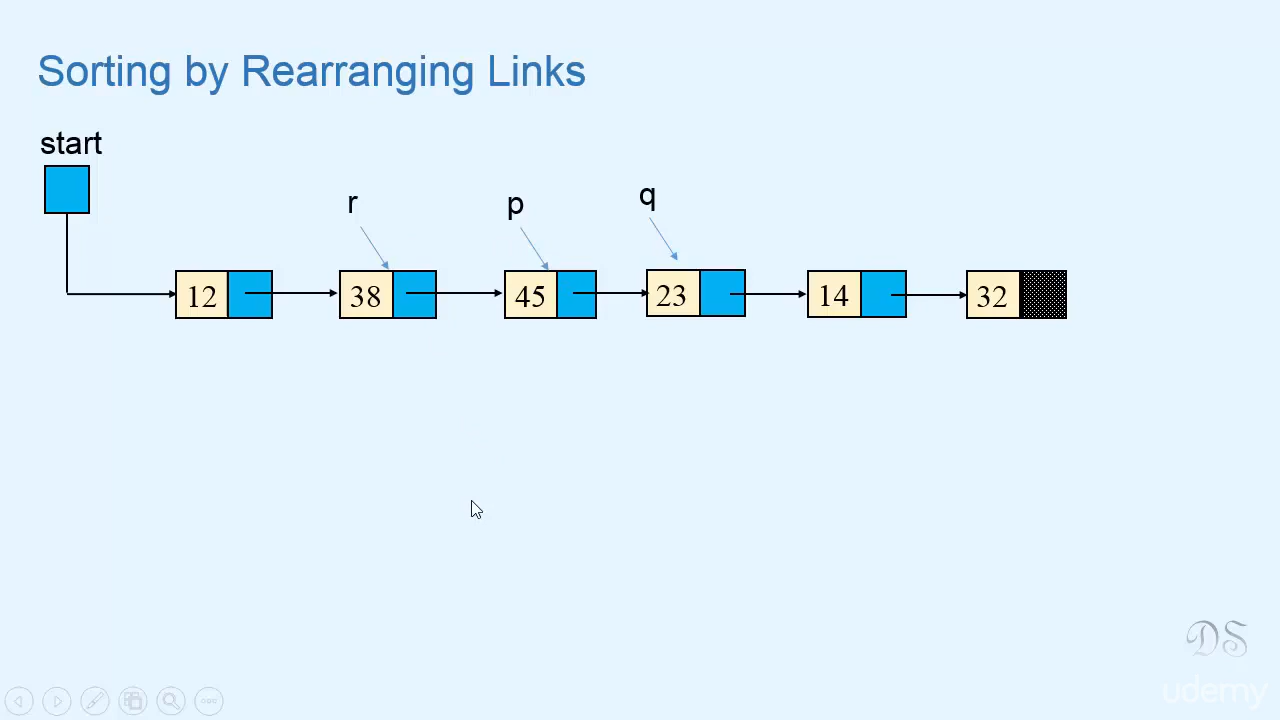 Sorting by Rearranging Links
start
r
p
q
12
38
45
23
14
32
DS
udemy